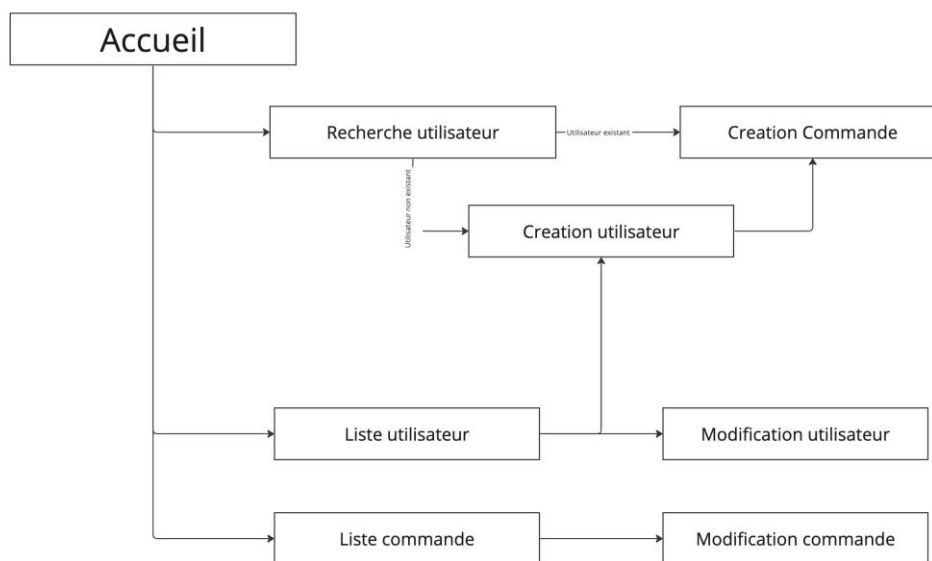 Accueil
Recherche utilisateur
Utilisateur existant
Creation Commande
Utilisateur non existant
Creation utilisateur
Liste utilisateur
Modification utilisateur
Liste commande
Modification commande